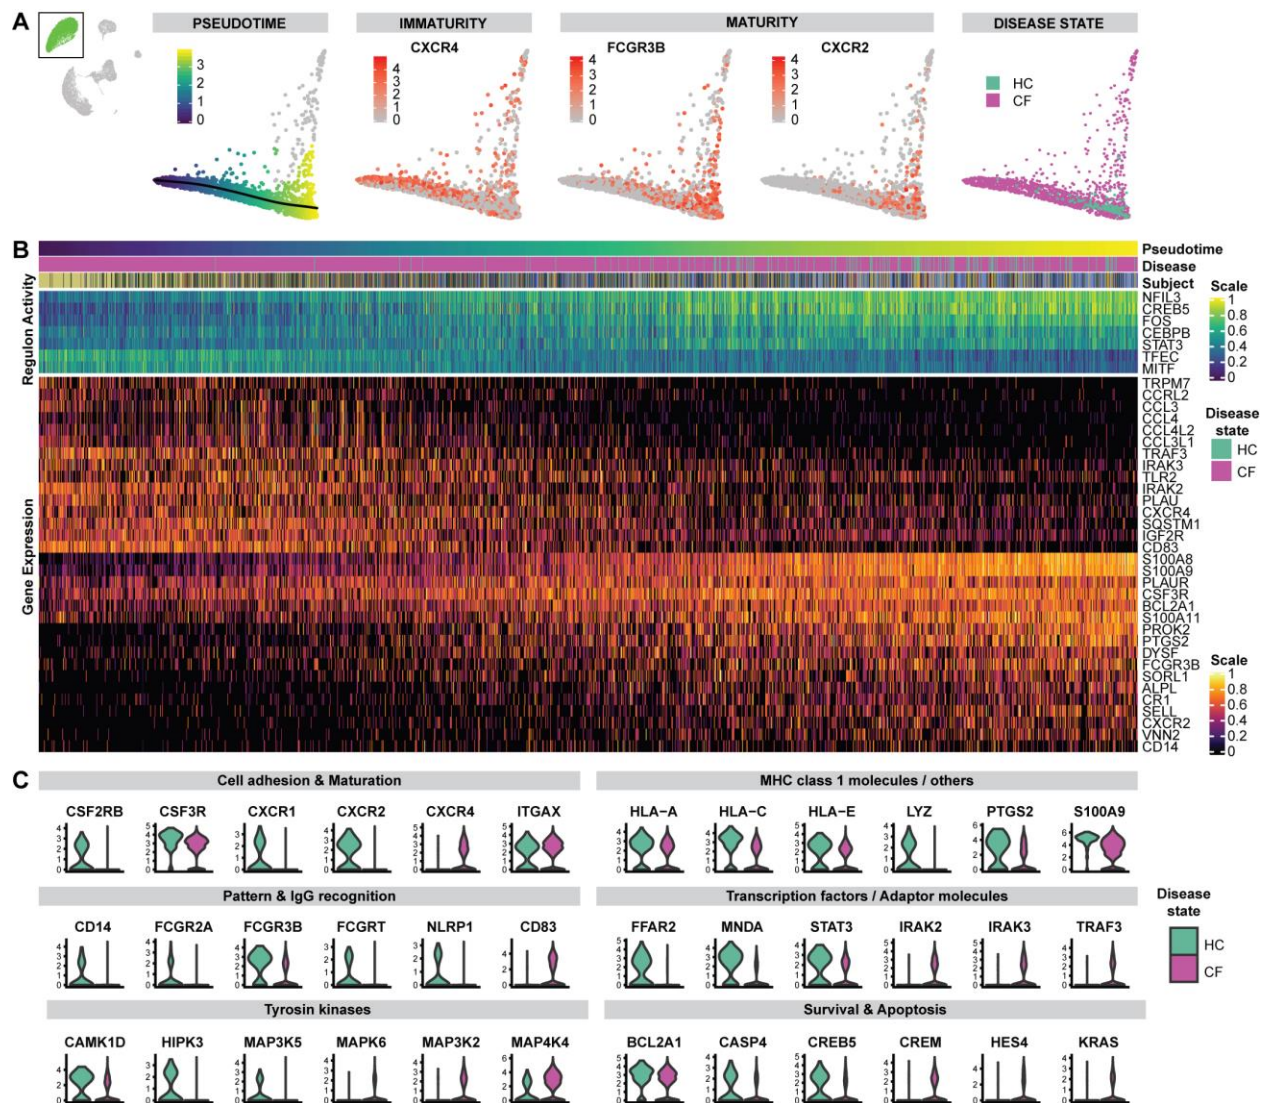 A
PSEUDOTIME
IMMATURITY
MATURITY
DISEASE STATE
CXCR4
FCGR3B
CXCR2
3
2
1
0
4
3
2
1
0
4
3
2
1
0
4
3
2
1
0
HC
CF
B
Pseudotime
Disease
Subject
Regulon Activity
NFIL3
CREB5
FOS
CEBPB
STAT3
TFEC
MITF
Scale
1
0.8
0.6
0.4
0.2
0
Gene Expression
TRPM7
CCRL2
CCL3
CCL4
CCL4L2
CCL3L1
TRAF3
IRAK3
TLR2
IRAK2
PLAU
CXCR4
SQSTM1
IGF2R
CD83
S100A8
S100A9
PLAUR
CSF3R
BCL2A1
S100A11
PROK2
PTGS2
DYSF
FCGR3B
SORL1
ALPL
CR1
SELL
CXCR2
VNN2
CD14
Disease
state
HC
CF
Scale
1
0.8
0.6
0.4
0.2
0
C
Cell adhesion & Maturation
MHC class 1 molecules / others
CSF2RB CSF3R CXCR1 CXCR2 CXCR4 ITGAX HLA−A HLA−C HLA−E LYZ PTGS2 S100A9
Pattern & IgG recognition
Transcription factors / Adaptor molecules
CD14 FCGR2A FCGR3B FCGRT NLRP1 CD83 FFAR2 MNDA STAT3 IRAK2 IRAK3 TRAF3
Disease
state
HC
CF
Tyrosin kinases
Survival & Apoptosis
CAMK1D HIPK3 MAP3K5 MAPK6 MAP3K2 MAP4K4 BCL2A1 CASP4 CREB5 CREM HES4 KRAS